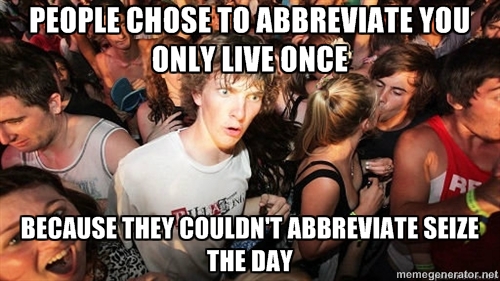 PEOPLE CHOSE TO ABBREVIATE YOU
ONLY LIVE ONCE
BECAUSE THEY COULDN'T ABBREVIATE SEIZE
THE DAY
memegenerator.net